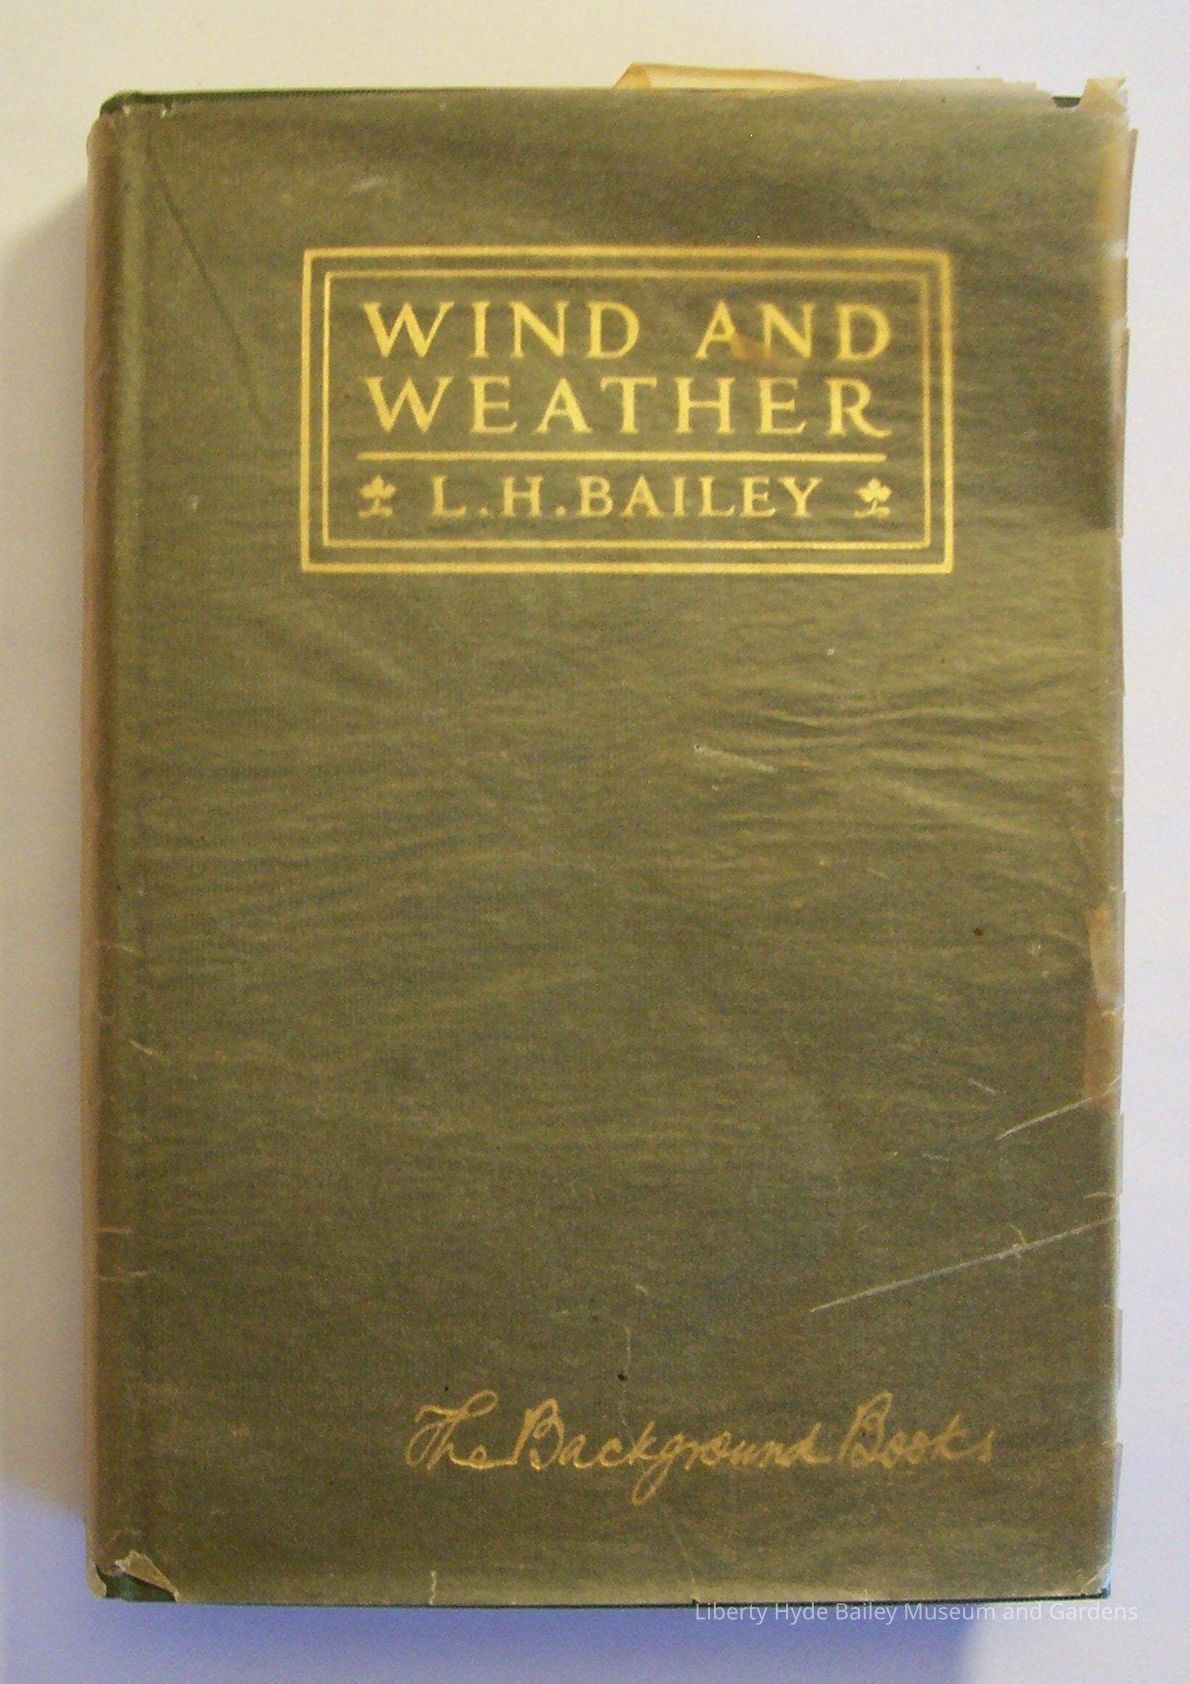 WIND AND
WEATHER
L.H.BAILEY
The Background Books
Liberty Hyde Bailey Museum and Gardens